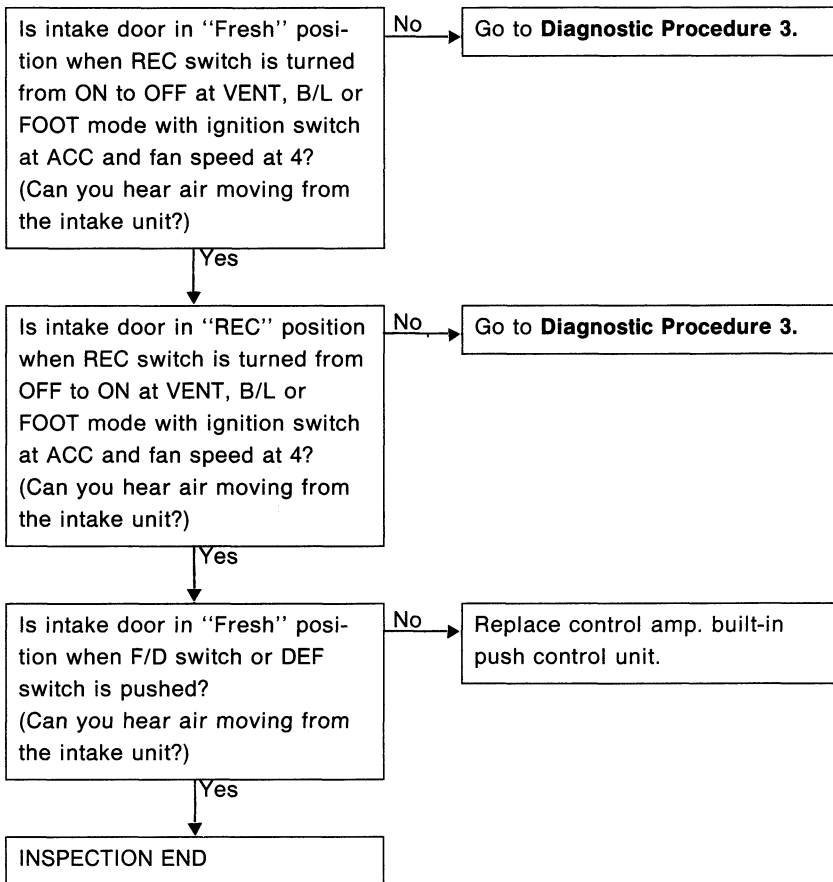 Is intake door in “Fresh” posi-
tion when REC switch is turned
from ON to OFF at VENT, B/L or
FOOT mode with ignition switch
at ACC and fan speed at 4?
(Can you hear air moving from
the intake unit?)
No
Go to Diagnostic Procedure 3.
Yes
Is intake door in “REC” position
when REC switch is turned from
OFF to ON at VENT, B/L or
FOOT mode with ignition switch
at ACC and fan speed at 4?
(Can you hear air moving from
the intake unit?)
No
Go to Diagnostic Procedure 3.
Yes
Is intake door in “Fresh” posi-
tion when F/D switch or DEF
switch is pushed?
(Can you hear air moving from
the intake unit?)
No
Replace control amp. built-in
push control unit.
Yes
INSPECTION END